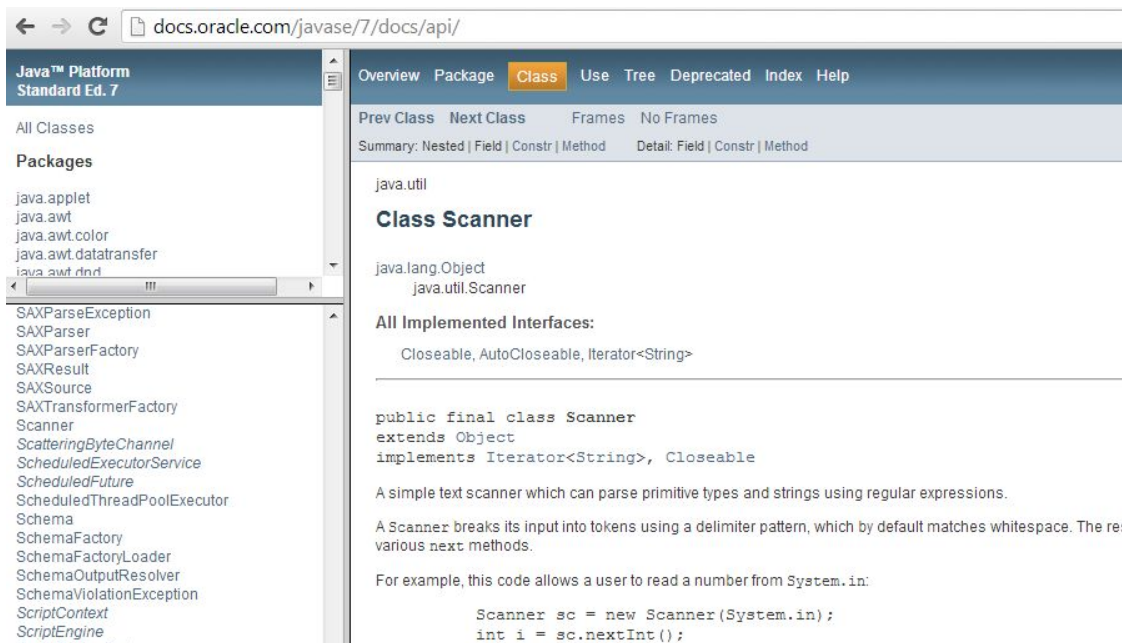 docs.oracle.com/javase/7/docs/api/
Java™ Platform
Standard Ed. 7
All Classes
Packages
java.applet
java.awt
java.awt.color
java.awt.datatransfer
java.awt.dnd
SAXParseException
SAXParser
SAXParserFactory
SAXResult
SAXSource
SAXTransformerFactory
Scanner
ScatteringByteChannel
ScheduledExecutorService
ScheduledFuture
ScheduledThreadPoolExecutor
Schema
SchemaFactory
SchemaFactoryLoader
SchemaOutputResolver
SchemaViolationException
ScriptContext
ScriptEngine
Overview Package Class Use Tree Deprecated Index Help
Prev Class Next Class Frames No Frames
Summary: Nested | Field | Constr | Method Detail: Field | Constr | Method
java.util
Class Scanner
java.lang.Object
java.util.Scanner
All Implemented Interfaces:
Closeable, AutoCloseable, Iterator<String>
public final class Scanner
extends Object
implements Iterator<String>, Closeable
A simple text scanner which can parse primitive types and strings using regular expressions.
A Scanner breaks its input into tokens using a delimiter pattern, which by default matches whitespace. The
various next methods.
For example, this code allows a user to read a number from System.in:
Scanner sc = new Scanner(System.in);
int i = sc.nextInt();